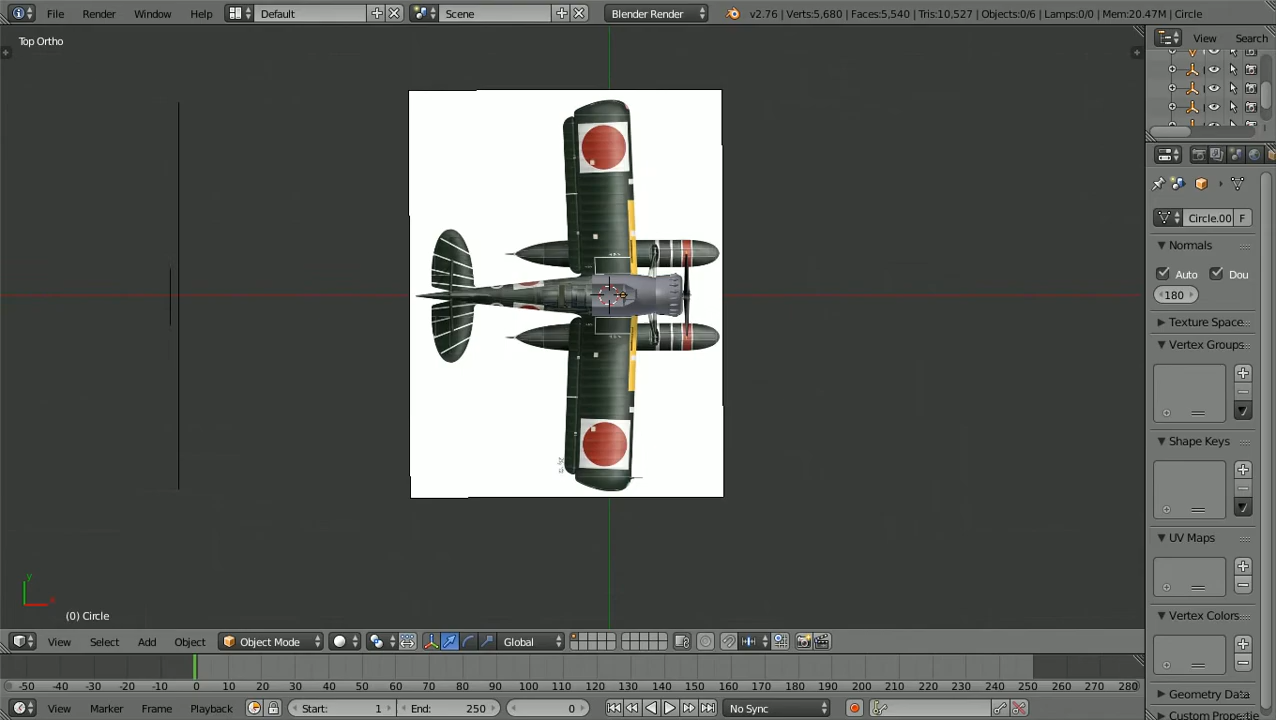 File Render Window Help Default Scene Blender Render v2.76 | Verts:5,680 | Faces:5,540 | Tris:10,527 | Objects:0/6 | Lamps:0/0 | Mem:20.47M | Circle
Top Ortho
View Search
Circle.00 F
Normals
Auto Dou
180
Texture Space
Vertex Groups
Shape Keys
UV Maps
Vertex Colors
Geometry Data
Custom Properties
y
x
(0) Circle
View Select Add Object Object Mode Global
-50 -40 -30 -20 -10 0 10 20 30 40 50 60 70 80 90 100 110 120 130 140 150 160 170 180 190 200 210 220 230 240 250 260 270 280
View Marker Frame Playback Start: 1 End: 250 0 No Sync